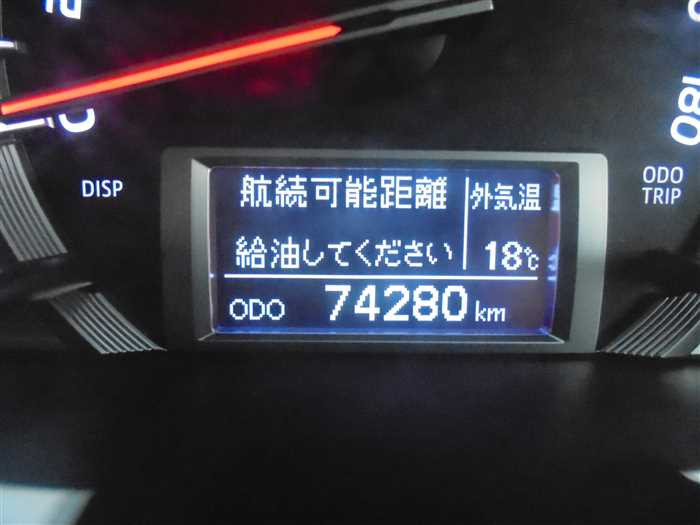 DISP
航続可能距離
外気温
給油してください
18℃
ODO 74280 km
ODO
TRIP
180